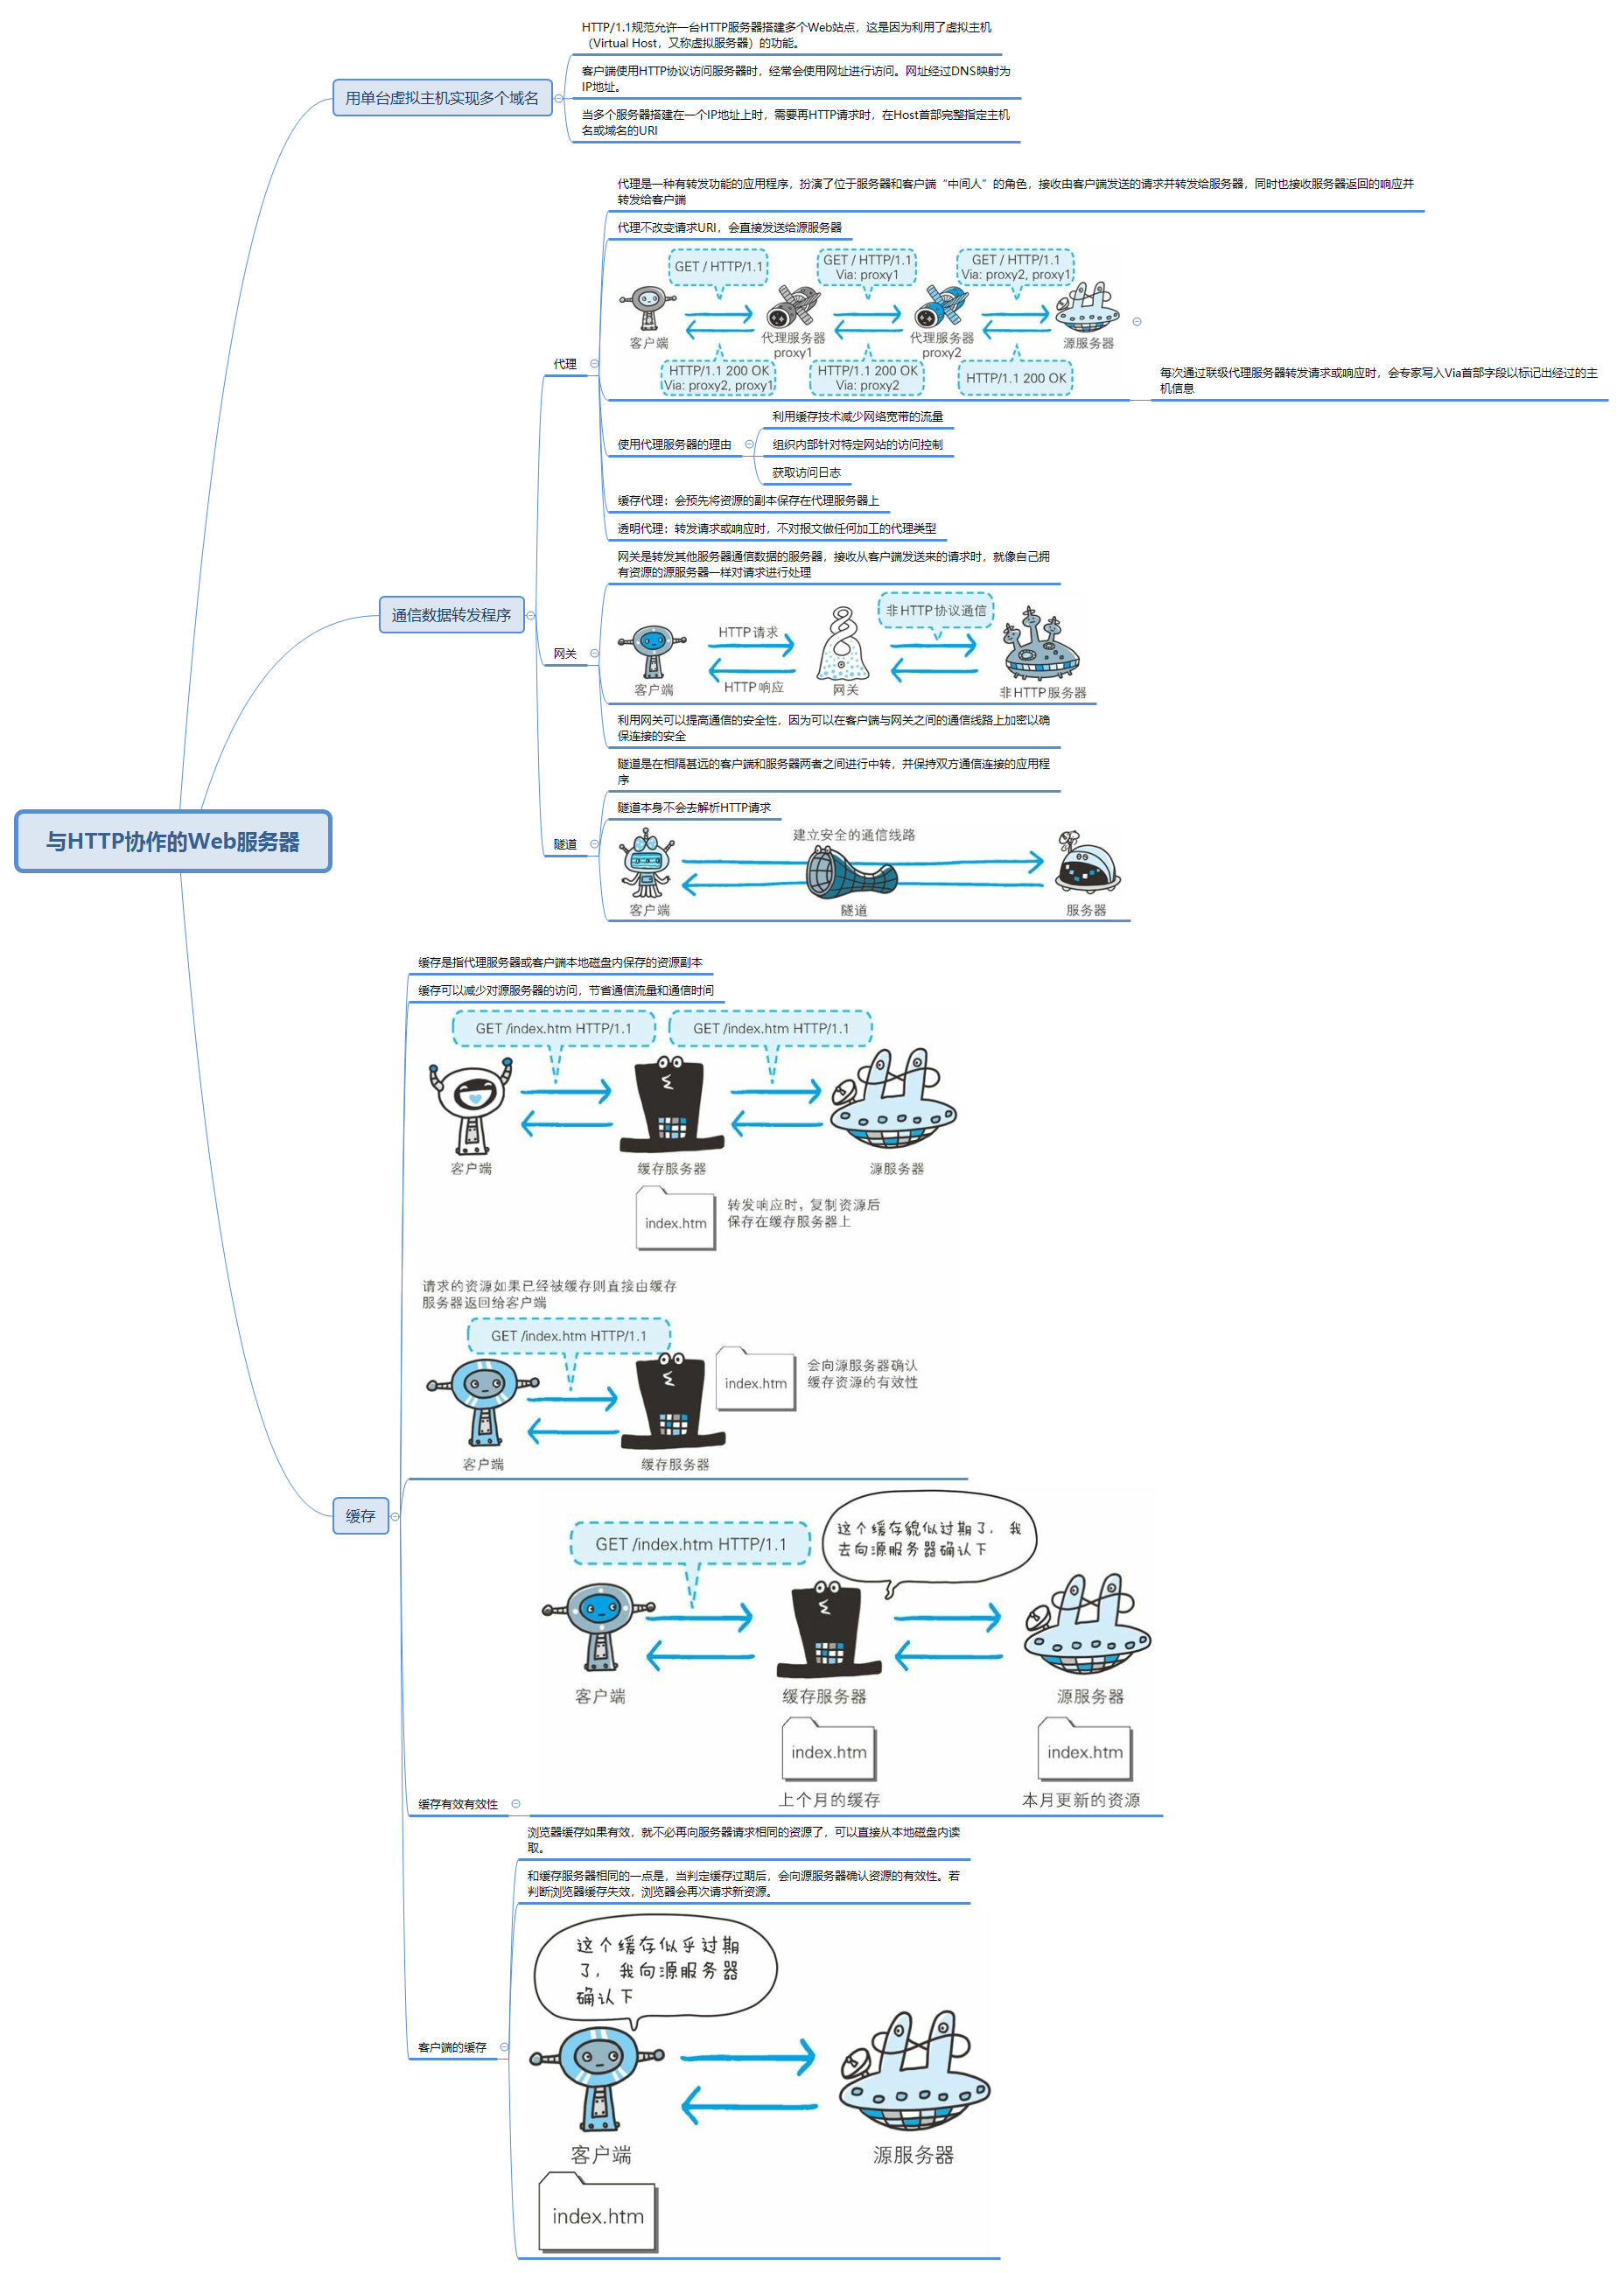 与HTTP协作的Web服务器
用单台虚拟主机实现多个域名
HTTP/1.1规范允许一台HTTP服务器搭建多个Web站点，这是因为利用了虚拟主机
（Virtual Host，又称虚拟服务器）的功能。
客户端使用HTTP协议访问服务器时，经常会使用网址进行访问。网址经过DNS映射为
IP地址。
当多个服务器搭建在一个IP地址上时，需要再HTTP请求时，在Host首部完整指定主机
名或域名的URI
通信数据转发程序
代理
代理是一种有转发功能的应用程序，扮演了位于服务器和客户端“中间人”的角色，接收由客户端发送的请求并转发给服务器，同时也接收服务器返回的响应并
转发给客户端
代理不改变请求URI，会直接发送给源服务器
GET / HTTP/1.1
GET / HTTP/1.1
Via: proxy1
GET / HTTP/1.1
Via: proxy2, proxy1
客户端
代理服务器
proxy1
代理服务器
proxy2
源服务器
HTTP/1.1 200 OK
Via: proxy2, proxy1
HTTP/1.1 200 OK
Via: proxy2
HTTP/1.1 200 OK
每次通过联级代理服务器转发请求或响应时，会专家写入Via首部字段以标记出经过的主
机信息
使用代理服务器的理由
利用缓存技术减少网络宽带的流量
组织内部针对特定网站的访问控制
获取访问日志
缓存代理：会预先将资源的副本保存在代理服务器上
透明代理：转发请求或响应时，不对报文做任何加工的代理类型
网关
网关是转发其他服务器通信数据的服务器，接收从客户端发送来的请求时，就像自己拥
有资源的源服务器一样对请求进行处理
非HTTP协议通信
HTTP请求
HTTP响应
客户端
网关
非HTTP服务器
利用网关可以提高通信的安全性，因为可以在客户端与网关之间的通信线路上加密以确
保连接的安全
隧道
隧道是在相隔甚远的客户端和服务器两者之间进行中转，并保持双方通信连接的应用程
序
隧道本身不会去解析HTTP请求
建立安全的通信线路
客户端
隧道
服务器
缓存
缓存是指代理服务器或客户端本地磁盘内保存的资源副本
缓存可以减少对源服务器的访问，节省通信流量和通信时间
GET /index.htm HTTP/1.1
GET /index.htm HTTP/1.1
客户端
缓存服务器
源服务器
index.htm
转发响应时，复制资源后
保存在缓存服务器上
请求的资源如果已经被缓存则直接由缓存
服务器返回给客户端
GET /index.htm HTTP/1.1
index.htm
会向源服务器确认
缓存资源的有效性
客户端
缓存服务器
缓存有效有效性
这个缓存貌似过期了，我
去向源服务器确认下
GET /index.htm HTTP/1.1
客户端
缓存服务器
源服务器
index.htm
index.htm
上个月的缓存
本月更新的资源
客户端的缓存
浏览器缓存如果有效，就不必再向服务器请求相同的资源了，可以直接从本地磁盘内读
取。
和缓存服务器相同的一点是，当判定缓存过期后，会向源服务器确认资源的有效性。若
判断浏览器缓存失效，浏览器会再次请求新资源。
这个缓存似乎过期
了，我向源服务器
确认下
客户端
源服务器
index.htm